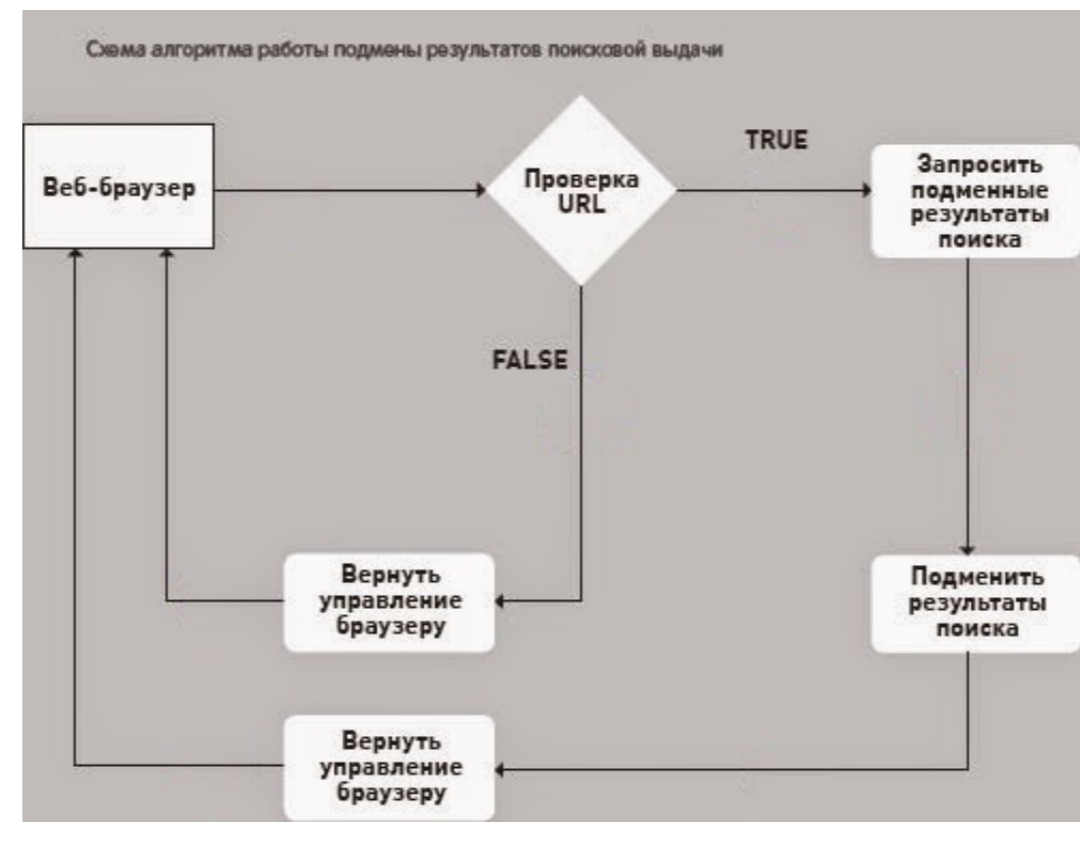 Схема алгоритма работы подмены результатов поисковой выдачи
TRUE
Веб-браузер
Проверка
URL
Запросить
подменные
результаты
поиска
FALSE
Вернуть
управление
браузеру
Подменить
результаты
поиска
Вернуть
управление
браузеру